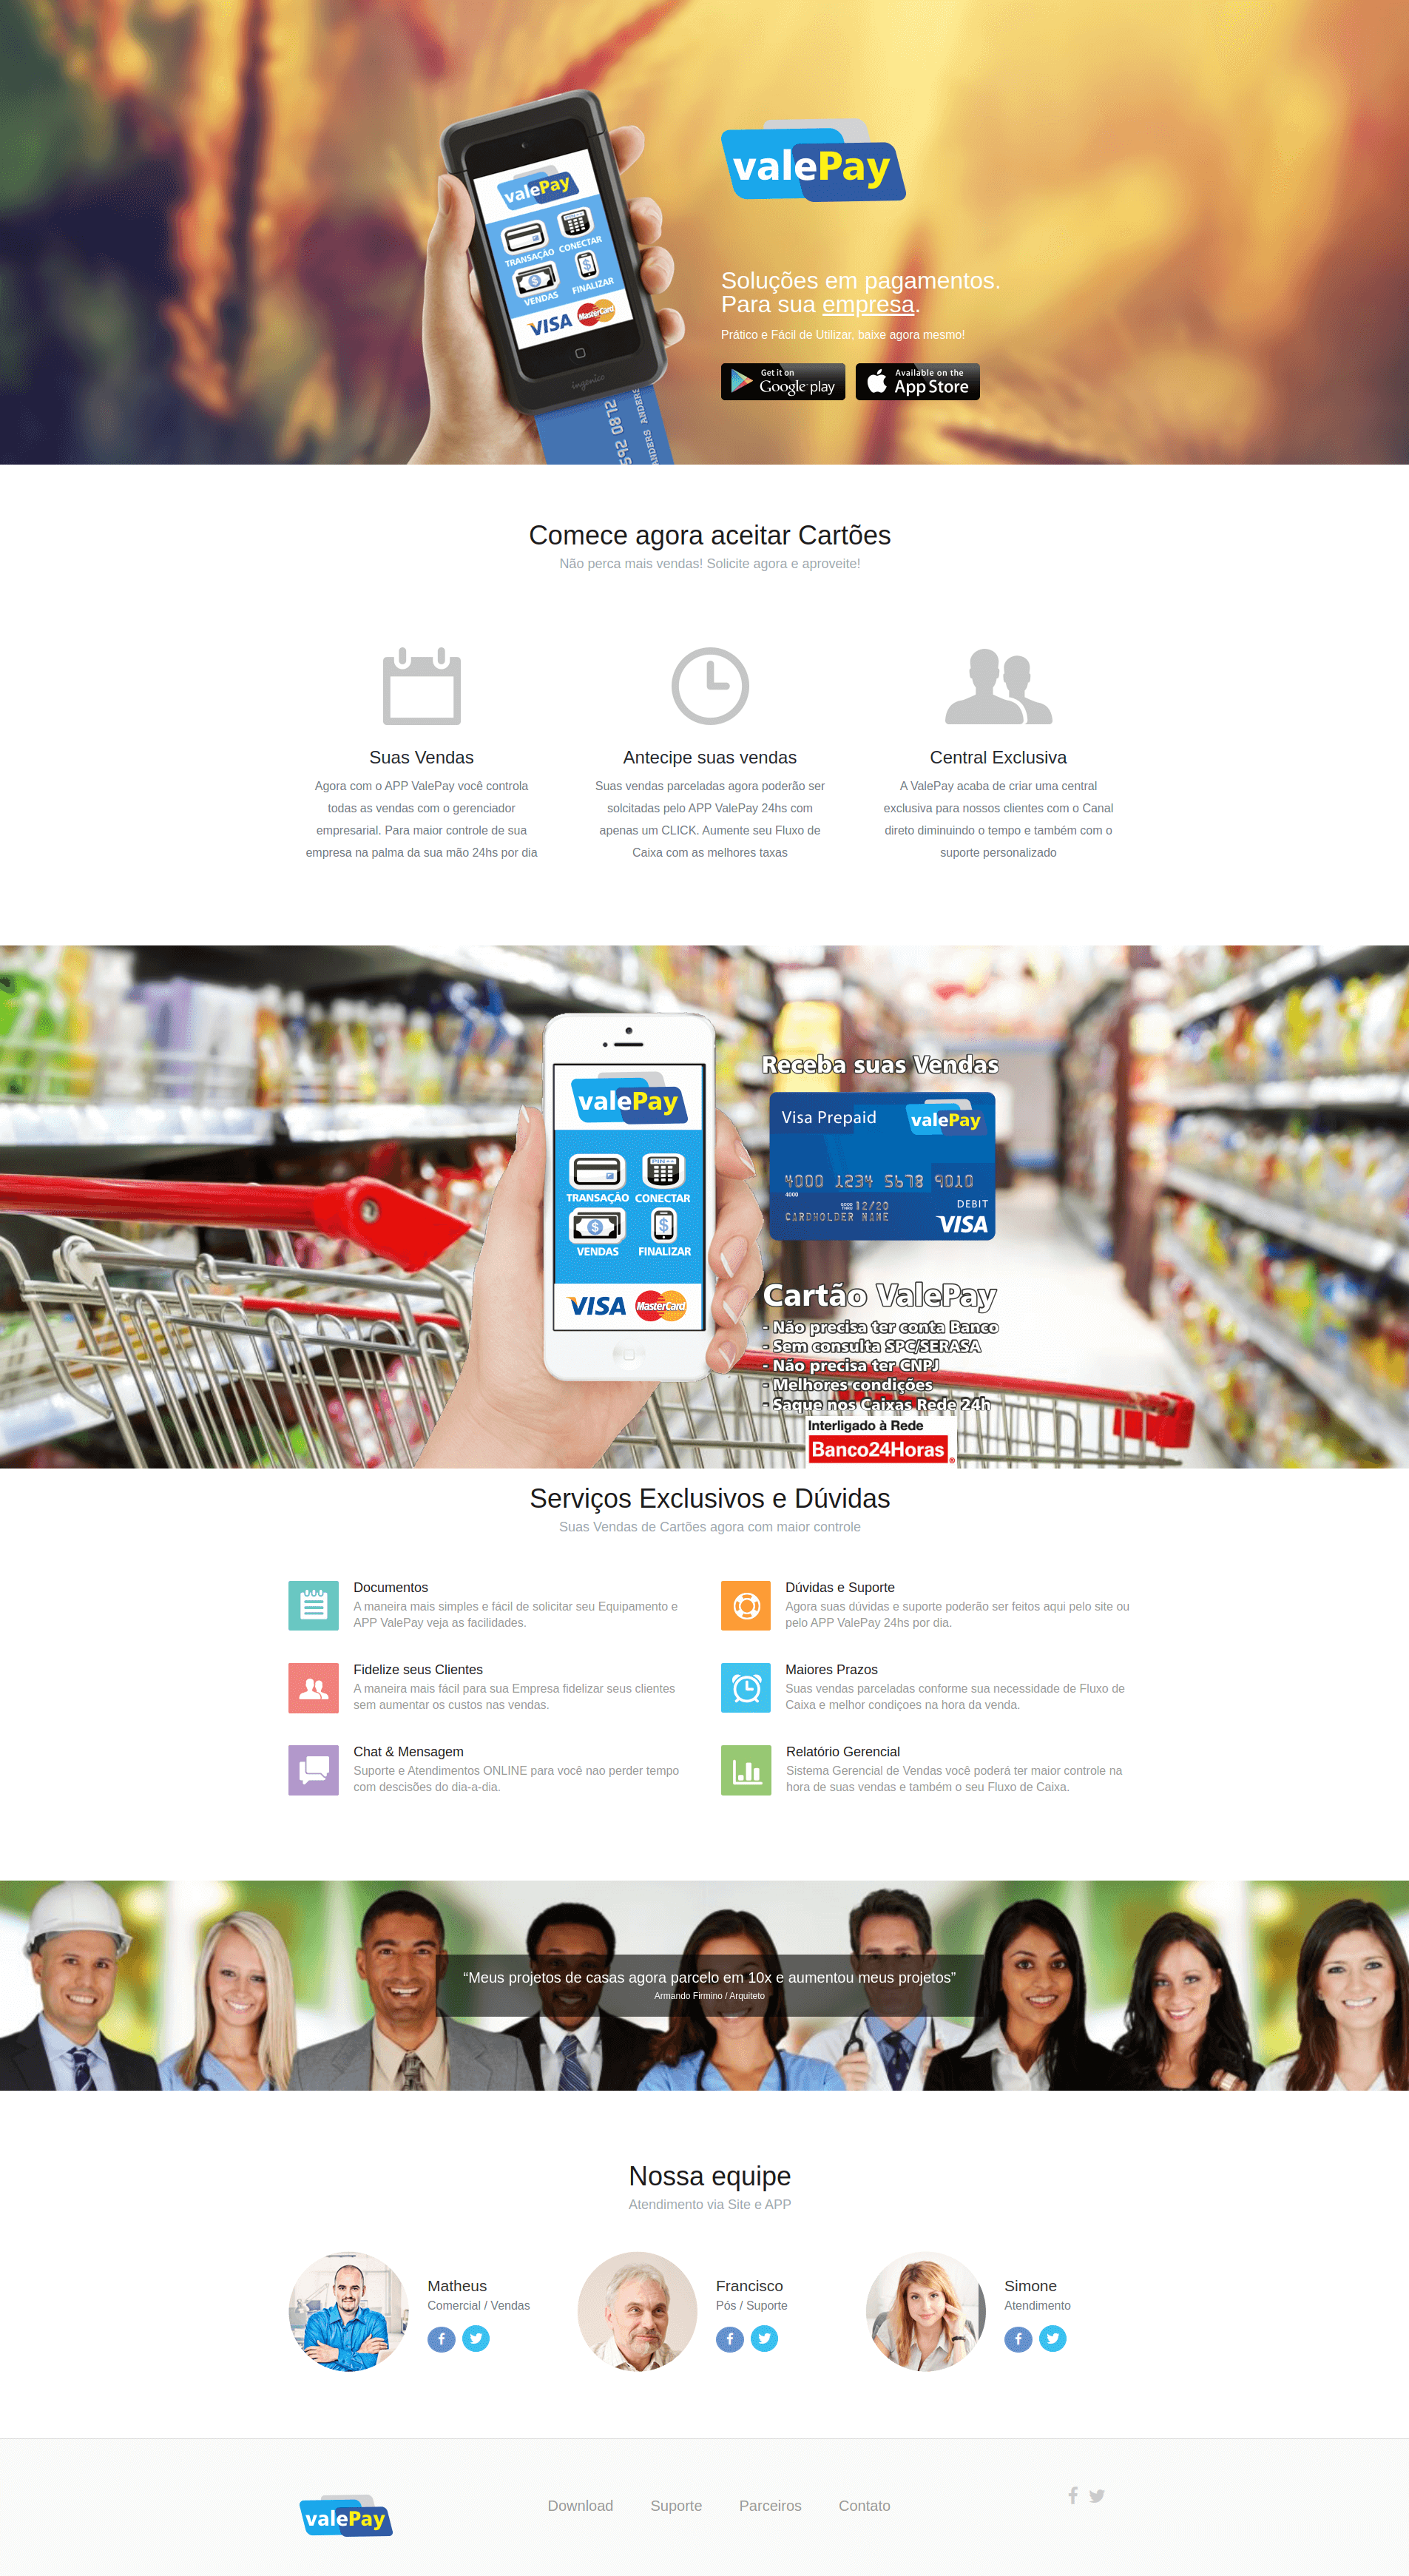 valePay
valePay
TRANSAÇÃO CONECTAR
VENDAS FINALIZAR
VISA MasterCard
ingenico
Soluções em pagamentos.
Para sua empresa.
Prático e Fácil de Utilizar, baixe agora mesmo!
Get it on
Google play
Available on the
App Store
Comece agora aceitar Cartões
Não perca mais vendas! Solicite agora e aproveite!
Suas Vendas
Agora com o APP ValePay você controla
todas as vendas com o gerenciador
empresarial. Para maior controle de sua
empresa na palma da sua mão 24hs por dia
Antecipe suas vendas
Suas vendas parceladas agora poderão ser
solcitadas pelo APP ValePay 24hs com
apenas um CLICK. Aumente seu Fluxo de
Caixa com as melhores taxas
Central Exclusiva
A ValePay acaba de criar uma central
exclusiva para nossos clientes com o Canal
direto diminuindo o tempo e também com o
suporte personalizado
valePay
TRANSAÇÃO CONECTAR
VENDAS FINALIZAR
VISA MasterCard
Receba suas Vendas
Visa Prepaid valePay
4000 1234 5678 9010
4000
GOOD THRU 12/20
DEBIT
CARDHOLDER NAME
VISA
Cartão ValePay
- Não precisa ter conta Banco
- Sem consulta SPC/SERASA
- Não precisa ter CNPJ
- Melhores condições
- Saque nos Caixas Rede 24h
Interligado à Rede
Banco24Horas
Serviços Exclusivos e Dúvidas
Suas Vendas de Cartões agora com maior controle
Documentos
A maneira mais simples e fácil de solicitar seu Equipamento e
APP ValePay veja as facilidades.
Dúvidas e Suporte
Agora suas dúvidas e suporte poderão ser feitos aqui pelo site ou
pelo APP ValePay 24hs por dia.
Fidelize seus Clientes
A maneira mais fácil para sua Empresa fidelizar seus clientes
sem aumentar os custos nas vendas.
Maiores Prazos
Suas vendas parceladas conforme sua necessidade de Fluxo de
Caixa e melhor condiçoes na hora da venda.
Chat & Mensagem
Suporte e Atendimentos ONLINE para você nao perder tempo
com descisões do dia-a-dia.
Relatório Gerencial
Sistema Gerencial de Vendas você poderá ter maior controle na
hora de suas vendas e também o seu Fluxo de Caixa.
“Meus projetos de casas agora parcelo em 10x e aumentou meus projetos”
Armando Firmino / Arquiteto
Nossa equipe
Atendimento via Site e APP
Matheus
Comercial / Vendas
Francisco
Pós / Suporte
Simone
Atendimento
valePay
Download Suporte Parceiros Contato